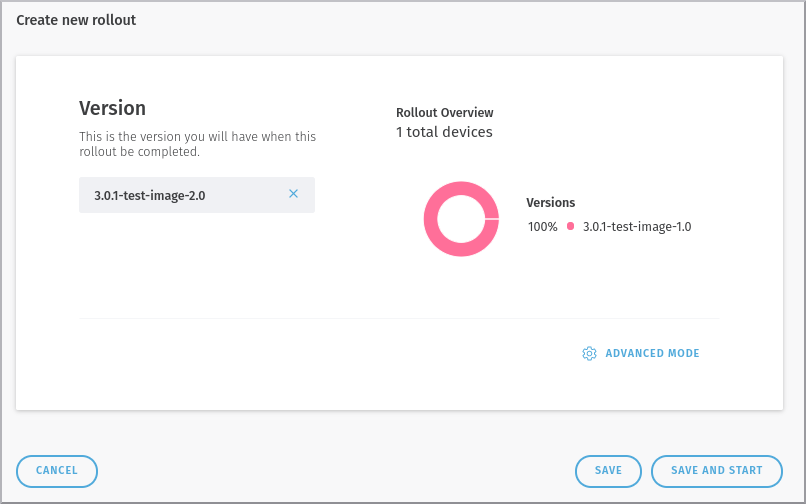 Create new rollout
Version
This is the version you will have when this
rollout be completed.
3.0.1-test-image-2.0
Rollout Overview
1 total devices
Versions
100% 3.0.1-test-image-1.0
ADVANCED MODE
CANCEL
SAVE
SAVE AND START